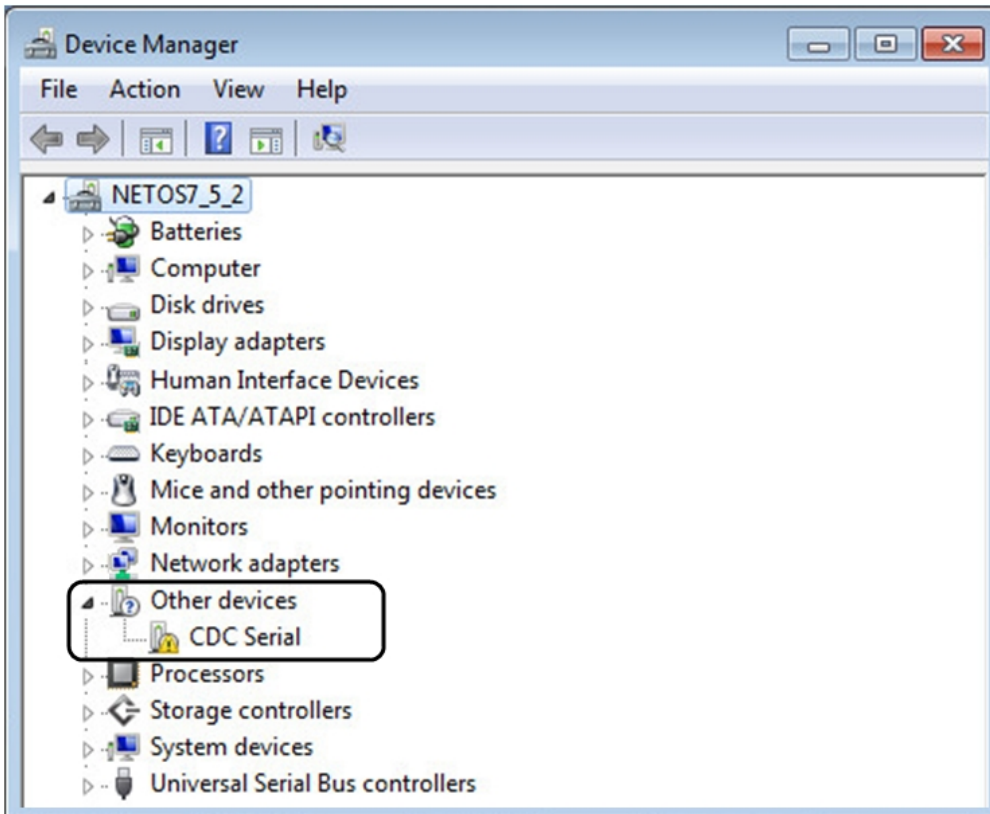 Device Manager
File Action View Help
NETOS7_5_2
Batteries
Computer
Disk drives
Display adapters
Human Interface Devices
IDE ATA/ATAPI controllers
Keyboards
Mice and other pointing devices
Monitors
Network adapters
Other devices
CDC Serial
Processors
Storage controllers
System devices
Universal Serial Bus controllers